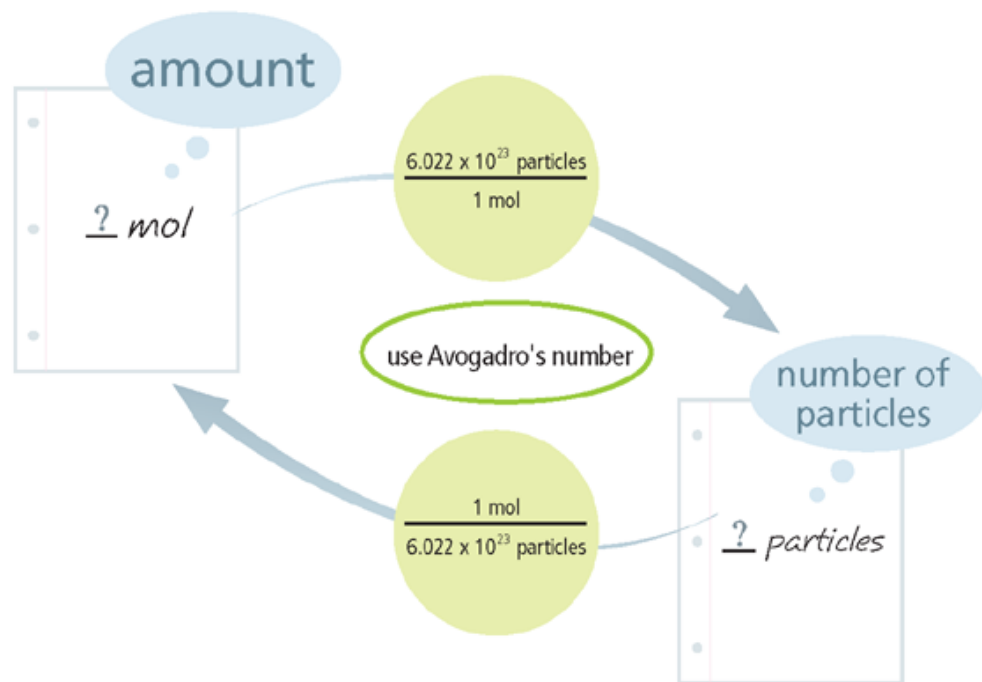 amount
? mol
6.022 x 10²³ particles
1 mol
use Avogadro's number
number of
particles
1 mol
6.022 x 10²³ particles
? particles